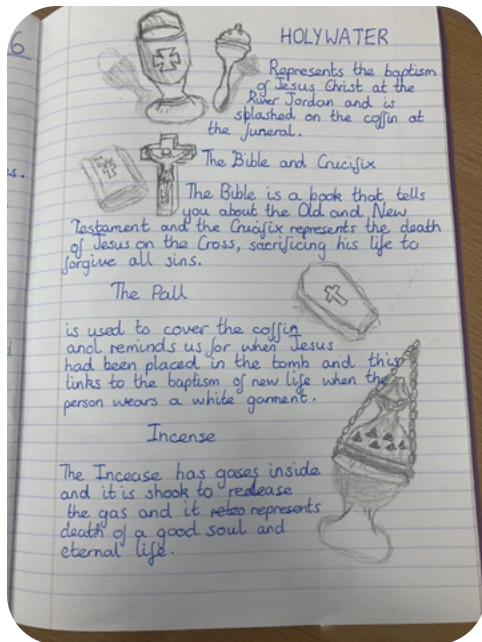 6
HOLYWATER
Represents the baptism
of Jesus Christ at the
River Jordan and is
splashed on the coffin at
the funeral.
s.
The Bible and Crucifix
The Bible is a book that tells
you about the Old and New
Testament and the Crucifix represents the death
of Jesus on the Cross, sacrificing his life to
forgive all sins.
The Pall
is used to cover the coffin
and reminds us for when Jesus
had been placed in the tomb and this
links to the baptism of new life when the
person wears a white garment.
Incense
The Incease has gases inside
and it is shook to redease
the gas and it represents
death of a good soul and
eternal life.